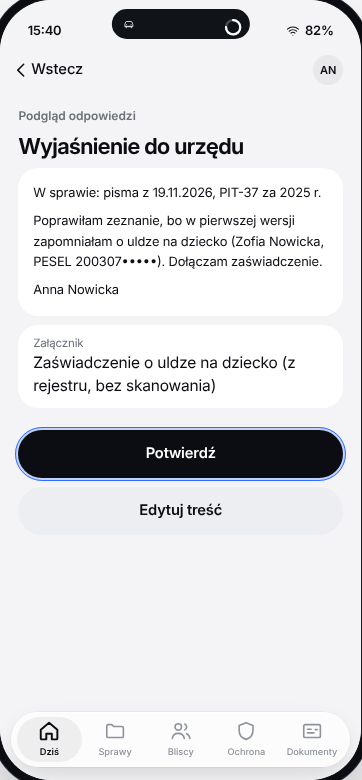 15:40
82%
Wstecz
AN
Podgląd odpowiedzi
Wyjaśnienie do urzędu
W sprawie: pisma z 19.11.2026, PIT-37 za 2025 r.
Poprawiłam zeznanie, bo w pierwszej wersji
zapomniałam o uldze na dziecko (Zofia Nowicka,
PESEL 200307•••••). Dołączam zaświadczenie.
Anna Nowicka
Załącznik
Zaświadczenie o uldze na dziecko (z
rejestru, bez skanowania)
Potwierdź
Edytuj treść
Dziś
Sprawy
Bliscy
Ochrona
Dokumenty